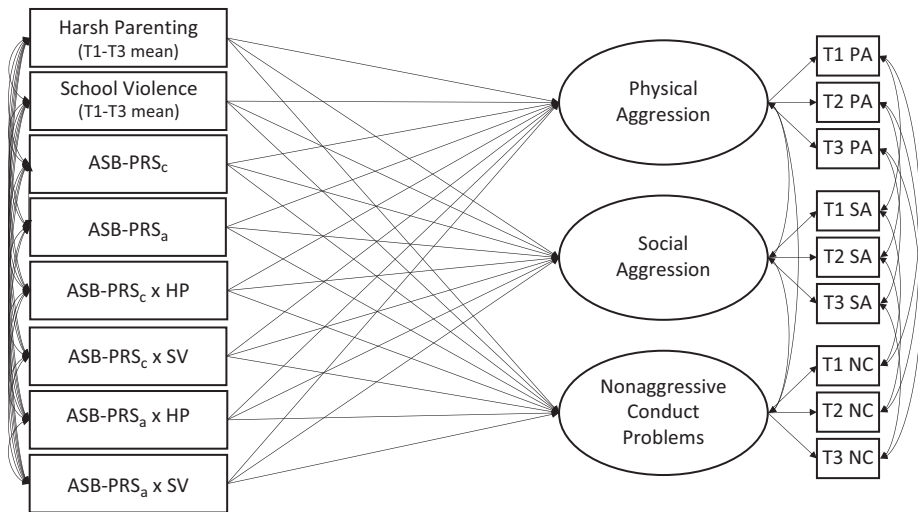 Harsh Parenting
(T1-T3 mean)
School Violence
(T1-T3 mean)
ASB-PRSc
ASB-PRSa
ASB-PRSc x HP
ASB-PRSc x SV
ASB-PRSa x HP
ASB-PRSa x SV
Physical
Aggression
Social
Aggression
Nonaggressive
Conduct
Problems
T1 PA
T2 PA
T3 PA
T1 SA
T2 SA
T3 SA
T1 NC
T2 NC
T3 NC